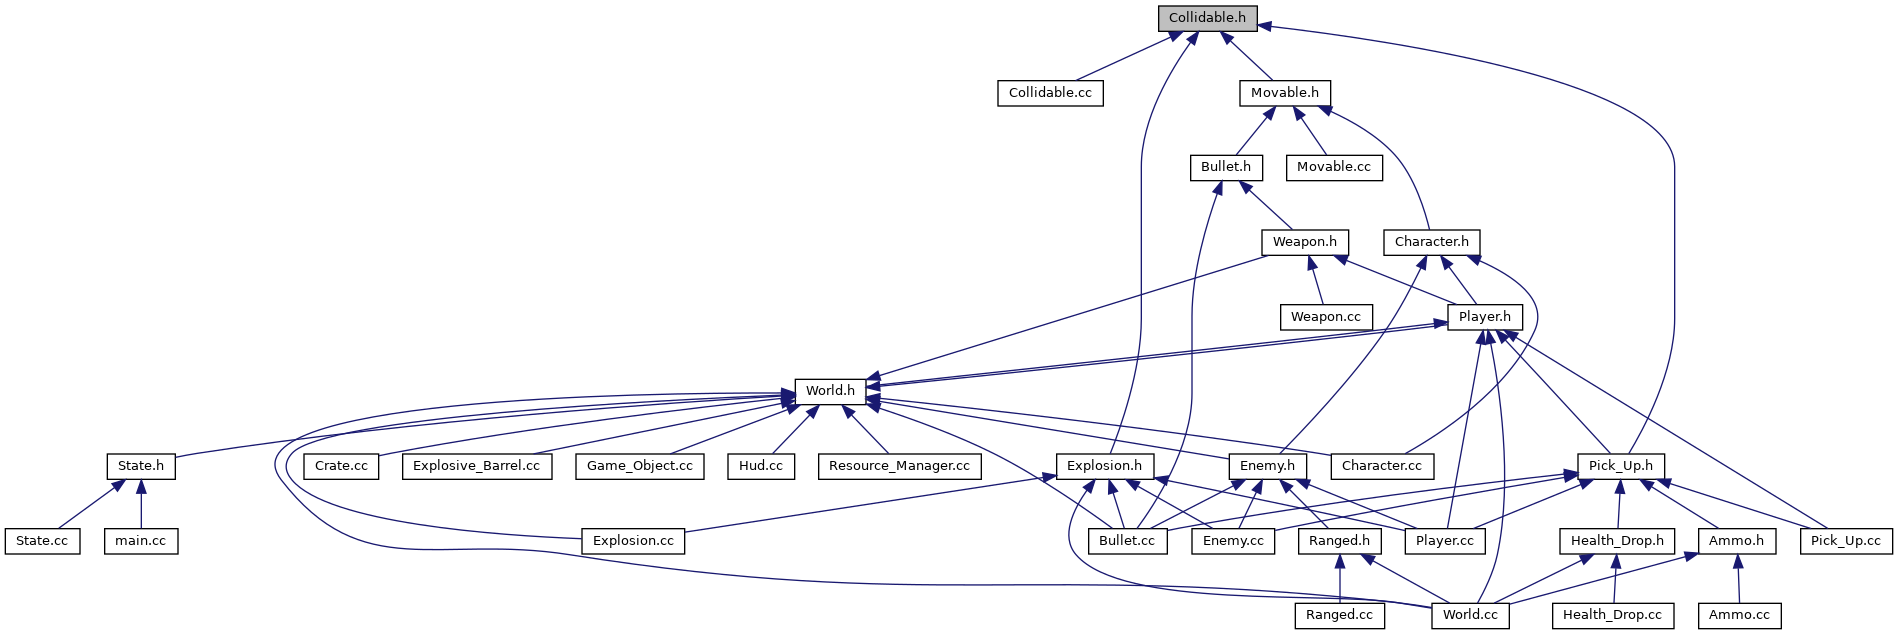 Collidable.h
Collidable.cc
Movable.h
Bullet.h
Movable.cc
Weapon.h
Character.h
Weapon.cc
Player.h
World.h
State.h
Crate.cc
Explosive_Barrel.cc
Game_Object.cc
Hud.cc
Resource_Manager.cc
Explosion.h
Enemy.h
Character.cc
Pick_Up.h
State.cc
main.cc
Explosion.cc
Bullet.cc
Enemy.cc
Ranged.h
Player.cc
Health_Drop.h
Ammo.h
Pick_Up.cc
Ranged.cc
World.cc
Health_Drop.cc
Ammo.cc